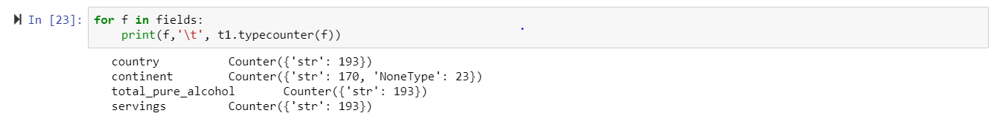 In [23]: for f in fields:
    print(f,'\t', t1.typecounter(f))
country          Counter({'str': 193})
continent        Counter({'str': 170, 'NoneType': 23})
total_pure_alcohol       Counter({'str': 193})
servings         Counter({'str': 193})